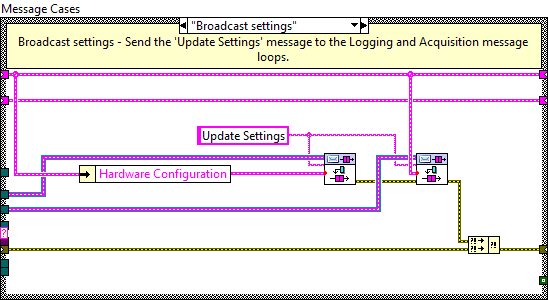 Message Cases
"Broadcast settings"
Broadcast settings - Send the 'Update Settings' message to the Logging and Acquisition message
loops.
Update Settings
Hardware Configuration